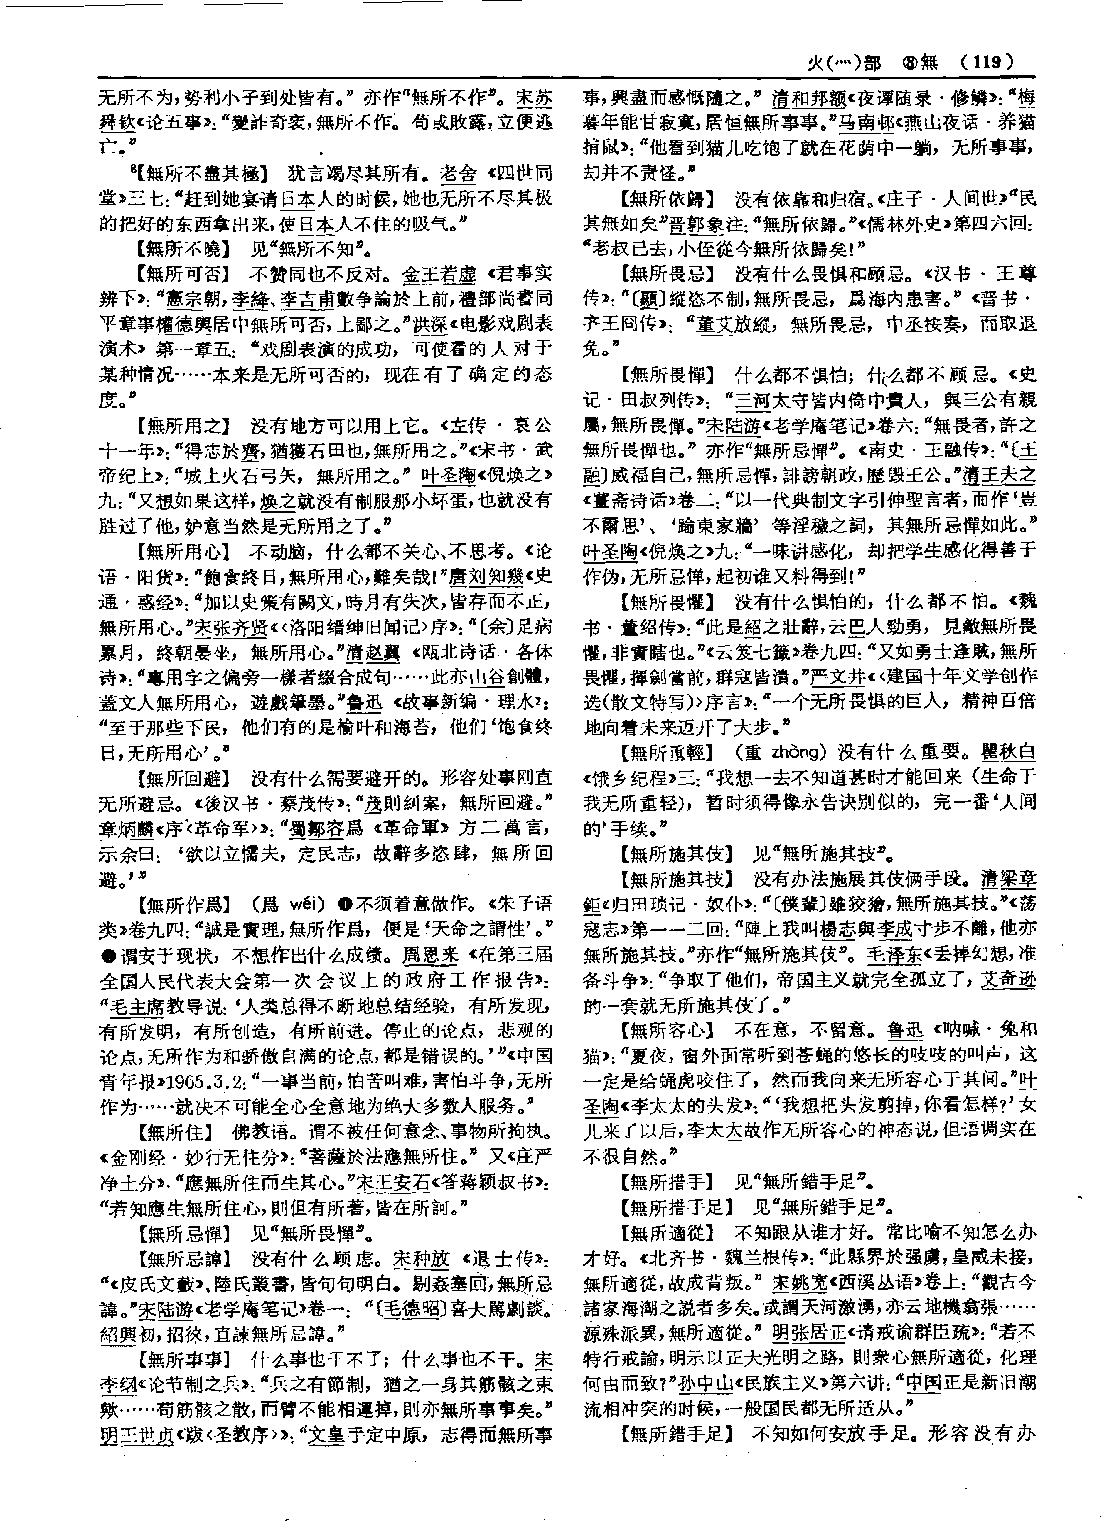 火(灬)部 ⑧無 （119）
无所不为，势利小子到处皆有。”亦作“無所不作”。宋苏
舜钦《论五事》：“變詐奇衺，無所不作。苟或敗露，立便逃
亡。”
【無所不盡其極】 犹言竭尽其所有。老舍《四世同
堂》三七：“赶到她宴请日本人的时候，她也无所不尽其极
的把好的东西拿出来，使日本人不住的吸气。”
【無所不曉】 见“無所不知”。
【無所可否】 不赞同也不反对。金王若虚《君事实
辨下》：“憲宗朝，李絳、李吉甫數争論於上前，禮部尚書同
平章事權德輿居中無所可否，上鄙之。”洪深《电影戏剧表
演术》第一章五：“戏剧表演的成功，可使看的人对于
某种情况……本来是无所可否的，现在有了确定的态
度。”
【無所用之】 没有地方可以用上它。《左传·哀公
十一年》：“得志於齊，猶獲石田也，無所用之。”《宋书·武
帝纪上》：“城上火石弓矢，無所用之。”叶圣陶《倪焕之》
九：“又想如果这样，焕之就没有制服那小坏蛋，也就没有
胜过了他，妒意当然是无所用之了。”
【無所用心】 不动脑，什么都不关心、不思考。《论
语·阳货》：“飽食終日，無所用心，難矣哉！”唐刘知幾《史
通·惑经》：“加以史策有闕文，時月有失次，皆存而不正，
無所用心。”宋张齐贤《〈洛阳缙绅旧闻记〉序》：“〔余〕足病
累月，終朝晏坐，無所用心。”清赵翼《瓯北诗话·各体
诗》：“專用字之偏旁一樣者綴合成句……此亦山谷創體，
蓋文人無所用心，遊戲筆墨。”鲁迅《故事新编·理水》：
“至于那些下民，他们有的是榆叶和海苔，他们‘饱食终
日，无所用心’。”
【無所回避】 没有什么需要避开的。形容处事刚直
无所避忌。《後汉书·蔡茂传》：“茂則糾案，無所回避。”
章炳麟《序〈革命军〉》：“蜀鄒容爲《革命軍》方二萬言，
示余曰：‘欲以立懦夫，定民志，故辭多恣肆，無所回
避。’”
【無所作爲】（爲 wéi）❶不须着意做作。《朱子语
类》卷九四：“誠是實理，無所作爲，便是‘天命之謂性’。”
❷谓安于现状，不想作出什么成绩。周恩来《在第三届
全国人民代表大会第一次会议上的政府工作报告》：
“毛主席教导说：‘人类总得不断地总结经验，有所发现，
有所发明，有所创造，有所前进。停止的论点，悲观的
论点，无所作为和骄傲自满的论点，都是错误的。’”《中国
青年报》1965.3.2：“一事当前，怕苦叫难，害怕斗争，无所
作为……就决不可能全心全意地为绝大多数人服务。”
【無所住】 佛教语。谓不被任何意念、事物所拘执。
《金刚经·妙行无住分》：“菩薩於法應無所住。”又《庄严
净土分》：“應無所住而生其心。”宋王安石《答蒋颖叔书》：
“若知應生無所住心，則但有所著，皆在所訶。”
【無所忌憚】 见“無所畏憚”。
【無所忌諱】 没有什么顾虑。宋种放《退士传》：
“《皮氏文藪》、陸氏叢書，皆句句明白。剔姦塞回，無所忌
諱。”宋陆游《老学庵笔记》卷一：“〔毛德昭〕喜大罵劇談。
紹興初，招徠，直諫無所忌諱。”
【無所事事】 什么事也干不了；什么事也不干。宋
李纲《论节制之兵》：“兵之有節制，猶之一身其筋骸之束
歟……苟筋骸之散，而臂不能相運掉，則亦無所事事矣。”
明王世贞《跋〈圣教序〉》：“文皇于定中原，志得而無所事
事，興盡而感慨隨之。”清和邦额《夜谭随录·修鳞》：“梅
暮年能甘寂寞，居恒無所事事。”马南邨《燕山夜话·养猫
捕鼠》：“他看到猫儿吃饱了就在花荫中一躺，无所事事，
却并不责怪。”
【無所依歸】 没有依靠和归宿。《庄子·人间世》“民
其無如矣”晋郭象注：“無所依歸。”《儒林外史》第四六回：
“老叔已去，小侄從今無所依歸矣！”
【無所畏忌】 没有什么畏惧和顾忌。《汉书·王尊
传》：“〔顯〕縱恣不制，無所畏忌，爲海内患害。”《晋书·
齐王冏传》：“董艾放縱，無所畏忌，中丞按奏，而取退
免。”
【無所畏憚】 什么都不惧怕；什么都不顾忌。《史
记·田叔列传》：“三河太守皆内倚中貴人，與三公有親
屬，無所畏憚。”宋陆游《老学庵笔记》卷六：“無畏者，許之
無所畏憚也。”亦作“無所忌憚”。《南史·王融传》：“〔王
融〕威福自己，無所忌憚，誹謗朝政，歷毁王公。”清王夫之
《薑斋诗话》卷二：“以一代典制文字引伸聖言者，而作‘豈
不爾思’、‘踰東家牆’等淫穢之詞，其無所忌憚如此。”
叶圣陶《倪焕之》九：“一味讲感化，却把学生感化得善于
作伪，无所忌惮，起初谁又料得到！”
【無所畏懼】 没有什么惧怕的，什么都不怕。《魏
书·董绍传》：“此是紹之壯辭，云巴人勁勇，見敵無所畏
懼，非實瞎也。”《云笈七籤》卷九四：“又如勇士逢賊，無所
畏懼，揮劍當前，群寇皆潰。”严文井《〈建国十年文学创作
选（散文特写）〉序言》：“一个无所畏惧的巨人，精神百倍
地向着未来迈开了大步。”
【無所重輕】（重 zhòng）没有什么重要。瞿秋白
《饿乡纪程》三：“我想一去不知道甚时才能回来（生命于
我无所重轻），暂时须得像永告诀别似的，完一番‘人间
的’手续。”
【無所施其伎】 见“無所施其技”。
【無所施其技】 没有办法施展其伎俩手段。清梁章
鉅《归田琐记·奴仆》：“〔僕輩〕雖狡獪，無所施其技。”《荡
寇志》第一一二回：“陣上我叫楊志與李成寸步不離，他亦
無所施其技。”亦作“無所施其伎”。毛泽东《丢掉幻想，准
备斗争》：“争取了他们，帝国主义就完全孤立了，艾奇逊
的一套就无所施其伎了。”
【無所容心】 不在意，不留意。鲁迅《呐喊·兔和
猫》：“夏夜，窗外面常听到苍蝇的悠长的吱吱的叫声，这
一定是给蝇虎咬住了，然而我向来无所容心于其间。”叶
圣陶《李太太的头发》：“‘我想把头发剪掉，你看怎样？’女
儿来了以后，李太太故作无所容心的神态说，但语调实在
不很自然。”
【無所措手】 见“無所錯手足”。
【無所措手足】 见“無所錯手足”。
【無所適從】 不知跟从谁才好。常比喻不知怎么办
才好。《北齐书·魏兰根传》：“此縣界於强虜，皇威未接，
無所適從，故成背叛。”宋姚宽《西溪丛语》卷上：“觀古今
諸家海潮之説者多矣。或謂天河激湧，亦云地機翕張……
源殊派異，無所適從。”明张居正《请戒谕群臣疏》：“若不
特行戒諭，明示以正大光明之路，則衆心無所適從，化理
何由而致？”孙中山《民族主义》第六讲：“中国正是新旧潮
流相冲突的时候，一般国民都无所适从。”
【無所錯手足】 不知如何安放手足。形容没有办